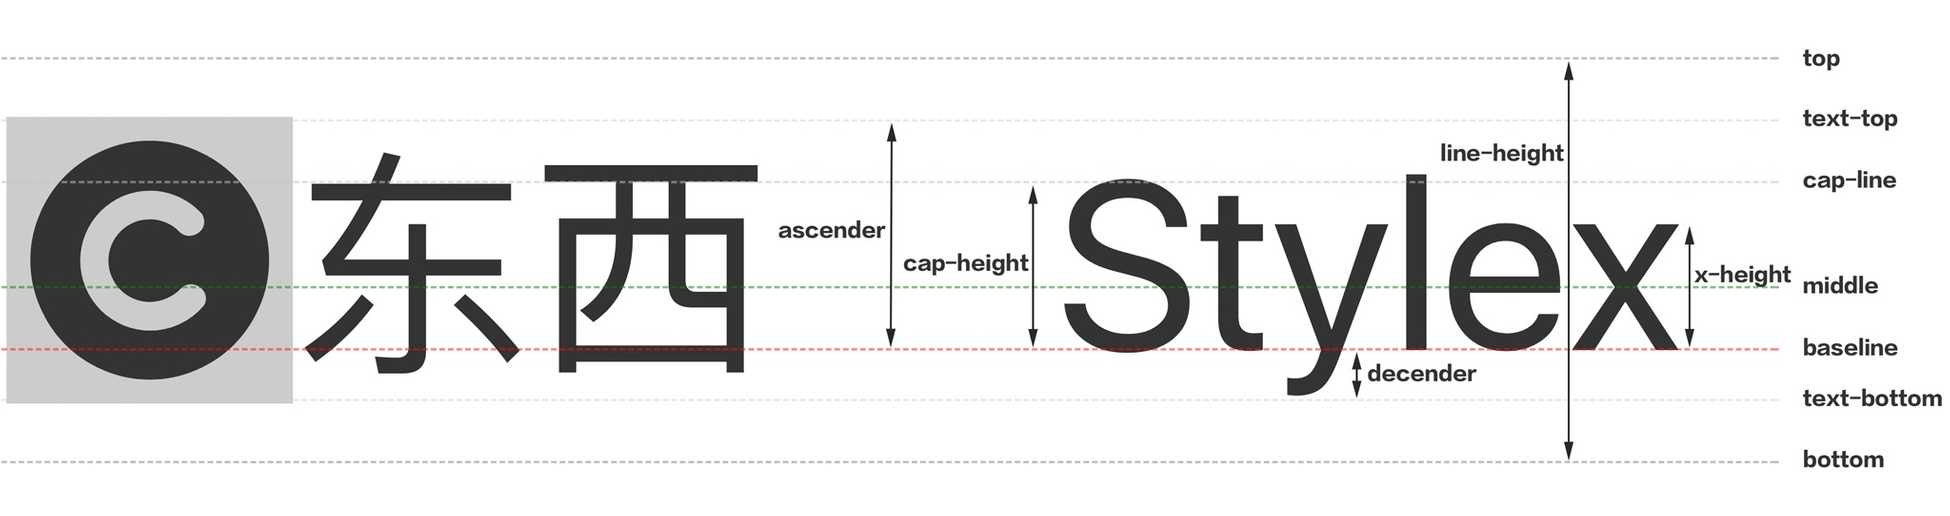 top
text-top
line-height
cap-line
C 东西 Stylex
ascender
cap-height
x-height
middle
baseline
decender
text-bottom
bottom